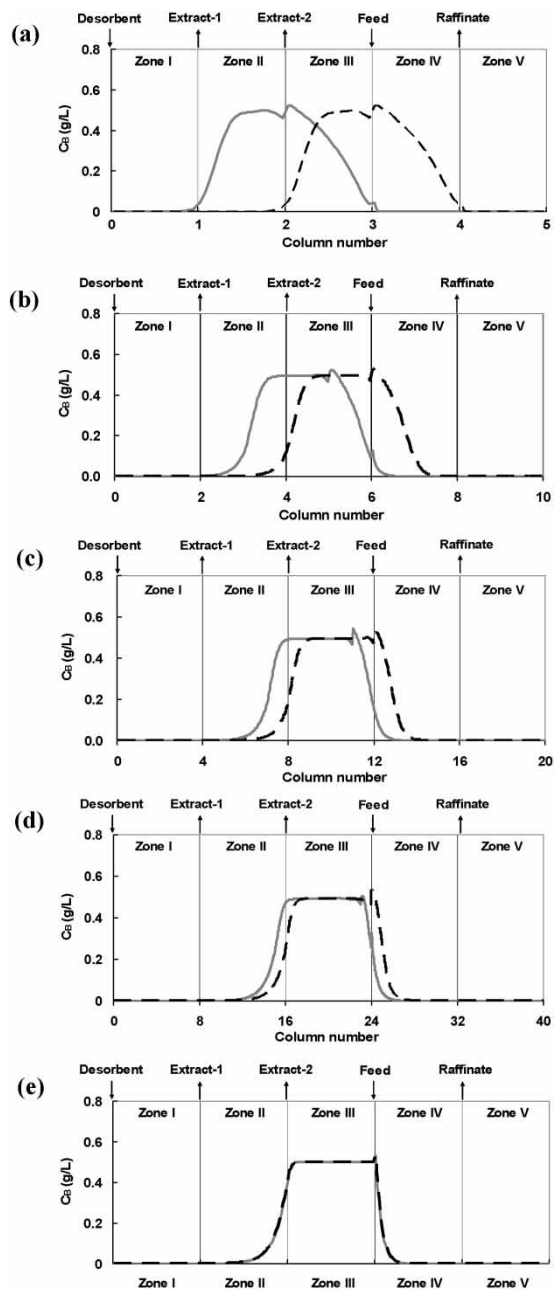 (a)
Desorbent Extract-1 Extract-2 Feed Raffinate
Zone I Zone II Zone III Zone IV Zone V
0.8
0.6
0.4
0.2
0
CB (g/L)
0 1 2 3 4 5
Column number
(b)
Desorbent Extract-1 Extract-2 Feed Raffinate
Zone I Zone II Zone III Zone IV Zone V
0.8
0.6
0.4
0.2
0.0
CB (g/L)
0 2 4 6 8 10
Column number
(c)
Desorbent Extract-1 Extract-2 Feed Raffinate
Zone I Zone II Zone III Zone IV Zone V
0.8
0.6
0.4
0.2
0.0
CB (g/L)
0 4 8 12 16 20
Column number
(d)
Desorbent Extract-1 Extract-2 Feed Raffinate
Zone I Zone II Zone III Zone IV Zone V
0.8
0.6
0.4
0.2
0
CB (g/L)
0 8 16 24 32 40
Column number
(e)
Desorbent Extract-1 Extract-2 Feed Raffinate
Zone I Zone II Zone III Zone IV Zone V
0.8
0.6
0.4
0.2
0
CB (g/L)
Zone I Zone II Zone III Zone IV Zone V